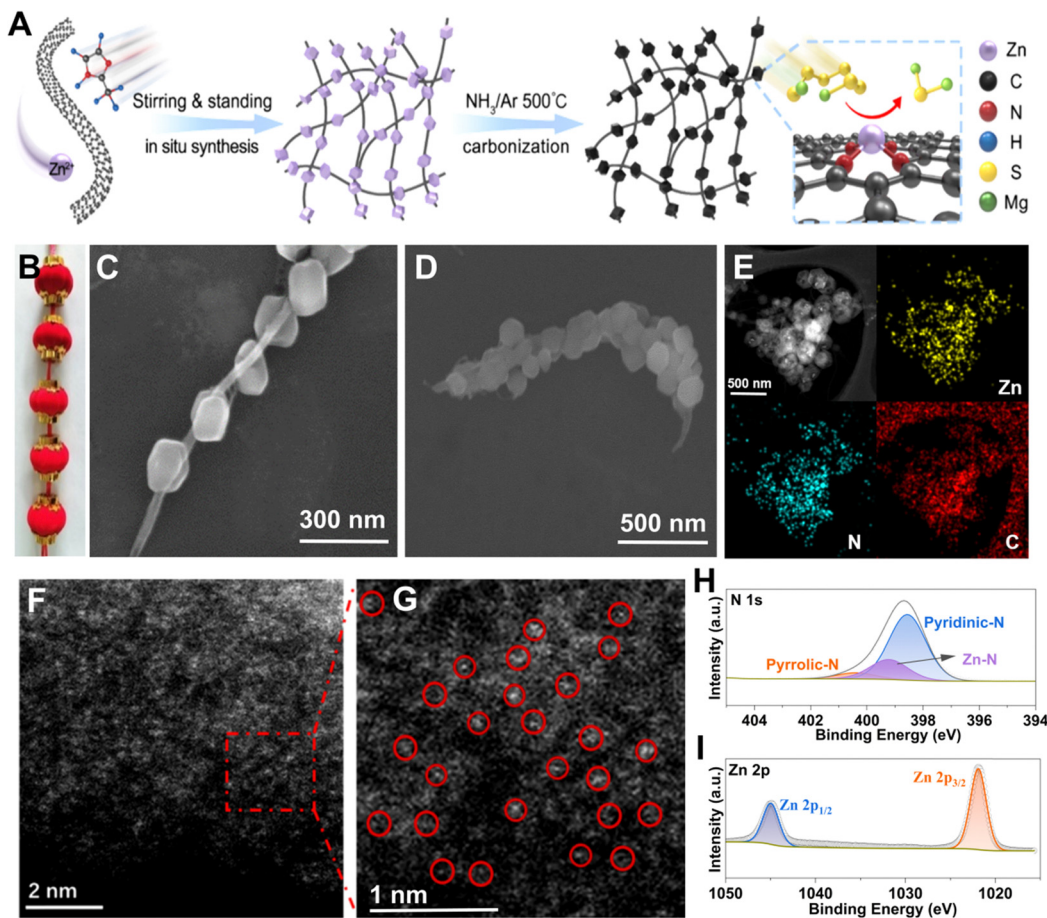 A
Zn²⁺
Stirring & standing
in situ synthesis
NH₃/Ar 500°C
carbonization
Zn
C
N
H
S
Mg
B
C
300 nm
D
500 nm
E
500 nm
Zn
N
C
F
2 nm
G
1 nm
H
N 1s
Pyridinic-N
Pyrrolic-N
Zn-N
Intensity (a.u.)
404 402 400 398 396 394
Binding Energy (eV)
I
Zn 2p
Zn 2p₃/₂
Zn 2p₁/₂
Intensity (a.u.)
1050 1040 1030 1020
Binding Energy (eV)